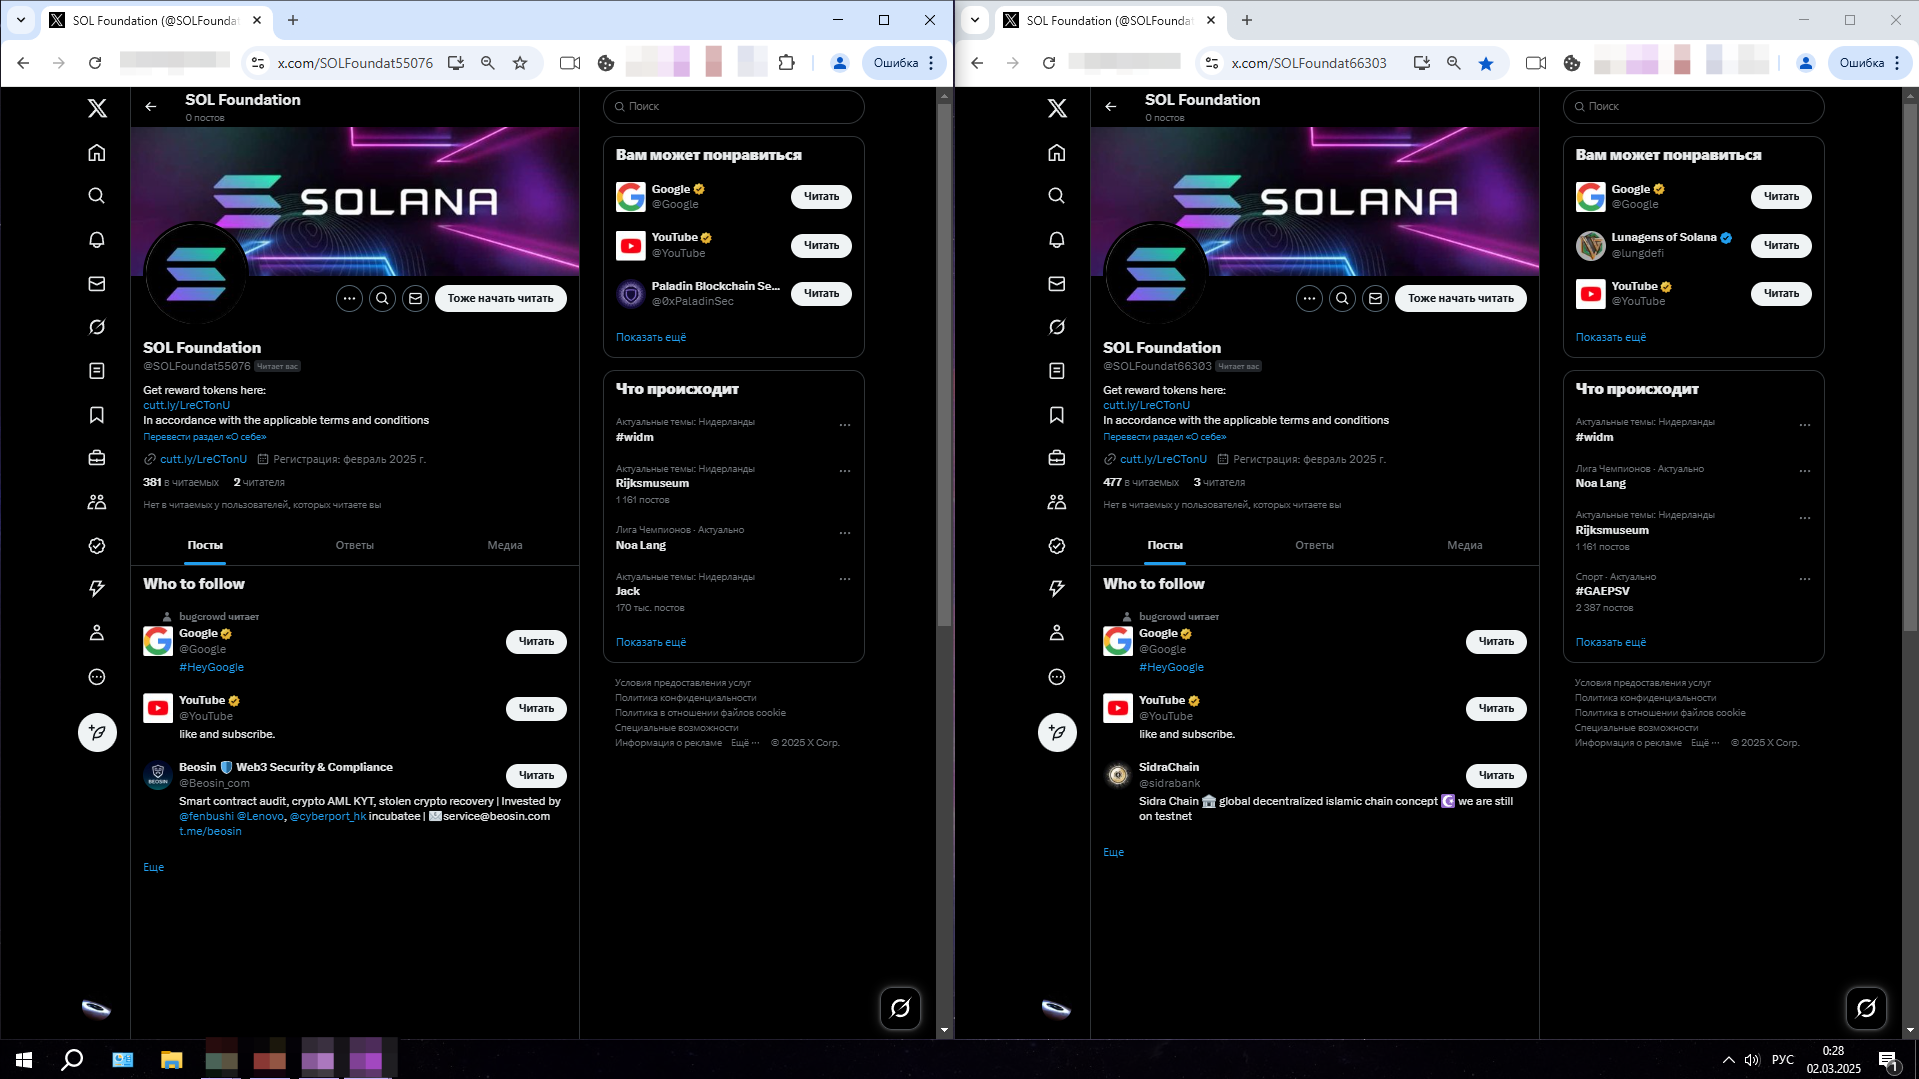 SOL Foundation (@SOLFoundat
x.com/SOLFoundat55076
Ошибка
SOL Foundation
0 постов
SOLANA
Тоже начать читать
SOL Foundation
@SOLFoundat55076 Читает вас
Get reward tokens here:
cutt.ly/LreCTonU
In accordance with the applicable terms and conditions
Перевести раздел «О себе»
cutt.ly/LreCTonU Регистрация: февраль 2025 г.
381 в читаемых 2 читателя
Нет в читаемых у пользователей, которых читаете вы
Посты Ответы Медиа
Who to follow
bugcrowd читает
Google
@Google
#HeyGoogle
Читать
YouTube
@YouTube
like and subscribe.
Читать
Beosin 🛡️ Web3 Security & Compliance
@Beosin_com
Читать
Smart contract audit, crypto AML KYT, stolen crypto recovery | Invested by
@fenbushi @Lenovo, @cyberport_hk incubatee | 📨service@beosin.com
t.me/beosin
Еще
Поиск
Вам может понравиться
Google
@Google
Читать
YouTube
@YouTube
Читать
Paladin Blockchain Se...
@0xPaladinSec
Читать
Показать ещё
Что происходит
Актуальные темы: Нидерланды
#widm
Актуальные темы: Нидерланды
Rijksmuseum
1 161 постов
Лига Чемпионов · Актуально
Noa Lang
Актуальные темы: Нидерланды
Jack
170 тыс. постов
Показать ещё
Условия предоставления услуг
Политика конфиденциальности
Политика в отношении файлов cookie
Специальные возможности
Информация о рекламе Ещё ··· © 2025 X Corp.
SOL Foundation (@SOLFoundat
x.com/SOLFoundat66303
Ошибка
SOL Foundation
0 постов
SOLANA
Тоже начать читать
SOL Foundation
@SOLFoundat66303 Читает вас
Get reward tokens here:
cutt.ly/LreCTonU
In accordance with the applicable terms and conditions
Перевести раздел «О себе»
cutt.ly/LreCTonU Регистрация: февраль 2025 г.
477 в читаемых 3 читателя
Нет в читаемых у пользователей, которых читаете вы
Посты Ответы Медиа
Who to follow
bugcrowd читает
Google
@Google
#HeyGoogle
Читать
YouTube
@YouTube
like and subscribe.
Читать
SidraChain
@sidrabank
Читать
Sidra Chain 🏛️ global decentralized islamic chain concept ☪️ we are still
on testnet
Еще
Поиск
Вам может понравиться
Google
@Google
Читать
Lunagens of Solana
@lungdefi
Читать
YouTube
@YouTube
Читать
Показать ещё
Что происходит
Актуальные темы: Нидерланды
#widm
Лига Чемпионов · Актуально
Noa Lang
Актуальные темы: Нидерланды
Rijksmuseum
1 161 постов
Спорт · Актуально
#GAEPSV
2 387 постов
Показать ещё
Условия предоставления услуг
Политика конфиденциальности
Политика в отношении файлов cookie
Специальные возможности
Информация о рекламе Ещё ··· © 2025 X Corp.
РУС
0:28
02.03.2025
1